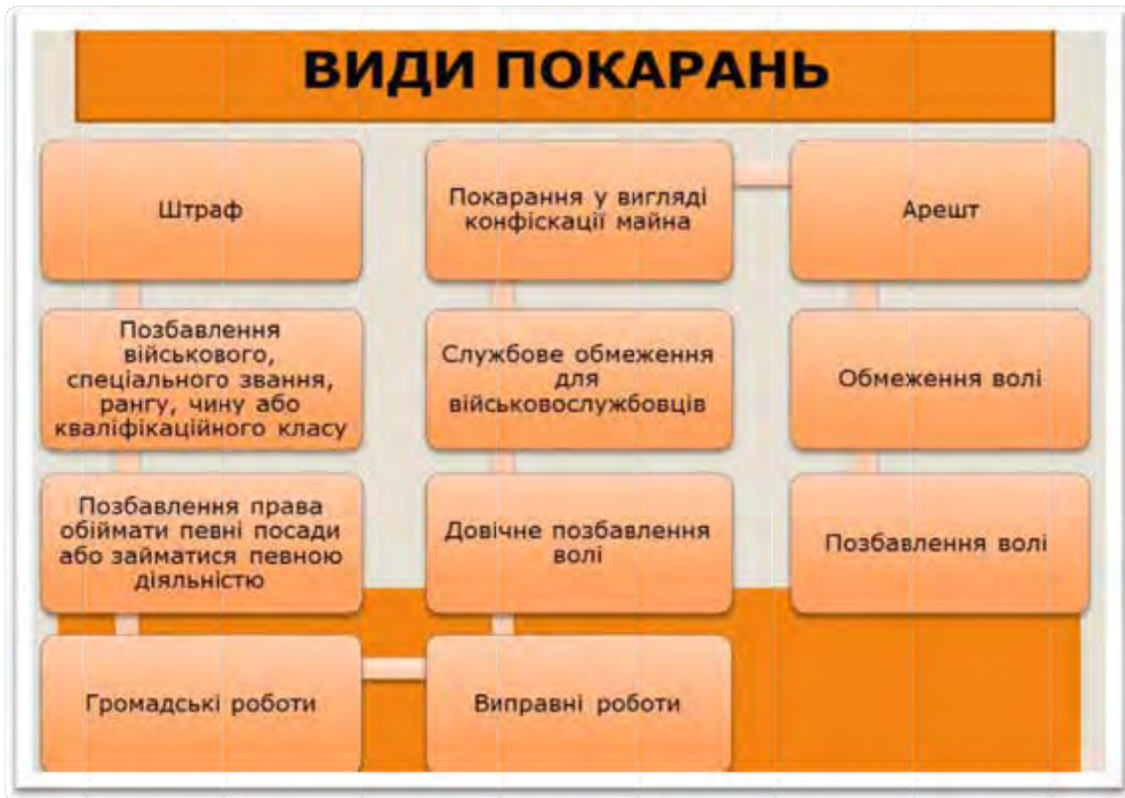 ВИДИ ПОКАРАНЬ
Штраф
Позбавлення
військового,
спеціального звання,
рангу, чину або
кваліфікаційного класу
Позбавлення права
обіймати певні посади
або займатися певною
діяльністю
Громадські роботи
Покарання у вигляді
конфіскації майна
Службове обмеження
для
військовослужбовців
Довічне позбавлення
волі
Виправні роботи
Арешт
Обмеження волі
Позбавлення волі